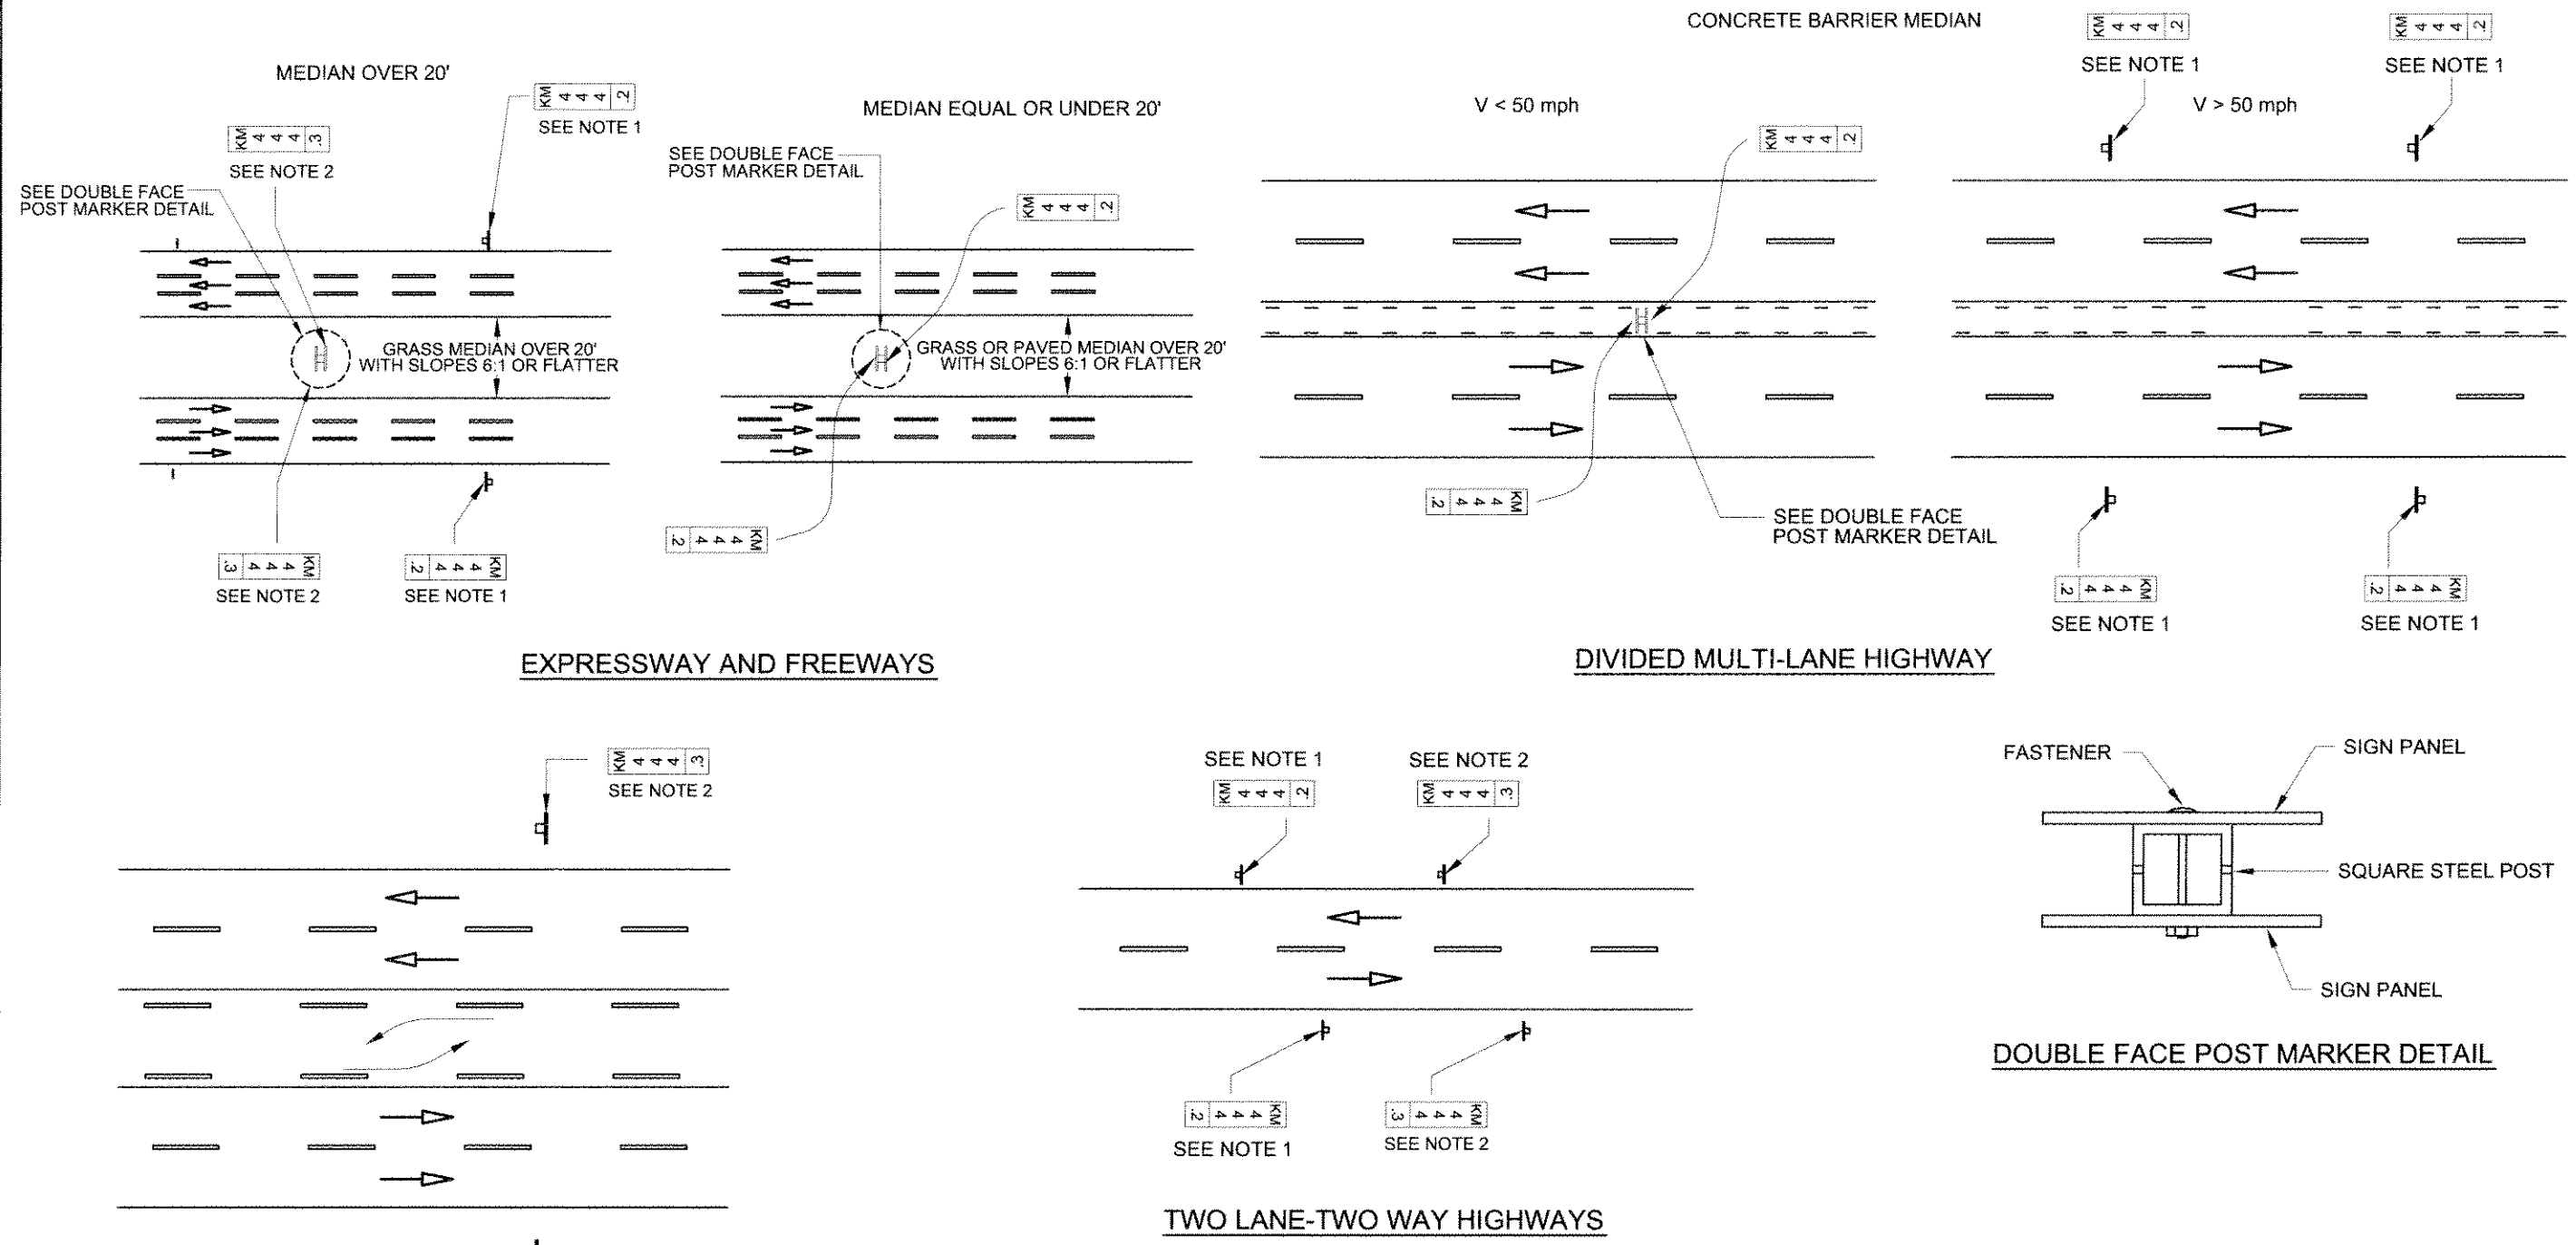 CONCRETE BARRIER MEDIAN
KM 4 4 4 .2
SEE NOTE 1
KM 4 4 4 .2
SEE NOTE 1
MEDIAN OVER 20'
KM 4 4 4 .2
SEE NOTE 1
KM 4 4 4 .3
SEE NOTE 2
SEE DOUBLE FACE
POST MARKER DETAIL
GRASS MEDIAN OVER 20'
WITH SLOPES 6:1 OR FLATTER
KM 4 4 4 .3
SEE NOTE 2
KM 4 4 4 .2
SEE NOTE 1
MEDIAN EQUAL OR UNDER 20'
SEE DOUBLE FACE
POST MARKER DETAIL
KM 4 4 4 .2
GRASS OR PAVED MEDIAN OVER 20'
WITH SLOPES 6:1 OR FLATTER
KM 4 4 4 .2
EXPRESSWAY AND FREEWAYS
V < 50 mph
KM 4 4 4 .2
KM 4 4 4 .2
SEE DOUBLE FACE
POST MARKER DETAIL
V > 50 mph
KM 4 4 4 .2
SEE NOTE 1
KM 4 4 4 .2
SEE NOTE 1
DIVIDED MULTI-LANE HIGHWAY
KM 4 4 4 .3
SEE NOTE 2
SEE NOTE 1
KM 4 4 4 .2
SEE NOTE 2
KM 4 4 4 .3
KM 4 4 4 .2
SEE NOTE 1
KM 4 4 4 .3
SEE NOTE 2
TWO LANE-TWO WAY HIGHWAYS
FASTENER
SIGN PANEL
SQUARE STEEL POST
SIGN PANEL
DOUBLE FACE POST MARKER DETAIL